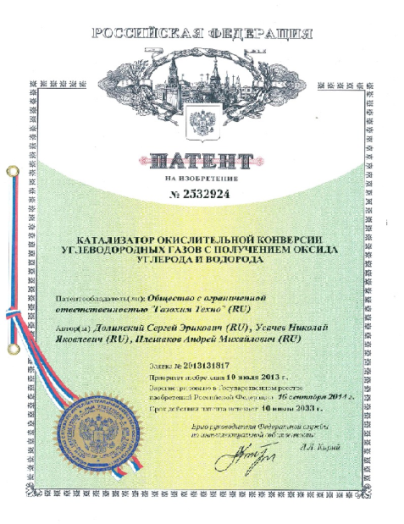 РОССИЙСКАЯ ФЕДЕРАЦИЯ
ПАТЕНТ
НА ИЗОБРЕТЕНИЕ
№ 2532924
КАТАЛИЗАТОР ОКИСЛИТЕЛЬНОЙ КОНВЕРСИИ
УГЛЕВОДОРОДНЫХ ГАЗОВ С ПОЛУЧЕНИЕМ ОКСИДА
УГЛЕРОДА И ВОДОРОДА
Патентообладатель(ли): Общество с ограниченной
ответственностью "Газохим Техно" (RU)
Автор(ы): Долинский Сергей Эрикович (RU), Усачев Николай
Яковлевич (RU), Плешаков Андрей Михайлович (RU)
Заявка № 2013131817
Приоритет изобретения 10 июля 2013 г.
Зарегистрировано в Государственном реестре
изобретений Российской Федерации 16 сентября 2014 г.
Срок действия патента истекает 10 июля 2033 г.
Врио руководителя Федеральной службы
по интеллектуальной собственности
Л.Л. Кирий